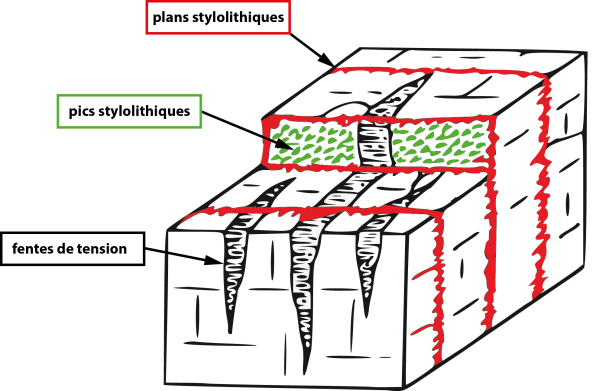 plans stylolithiques
pics stylolithiques
fentes de tension